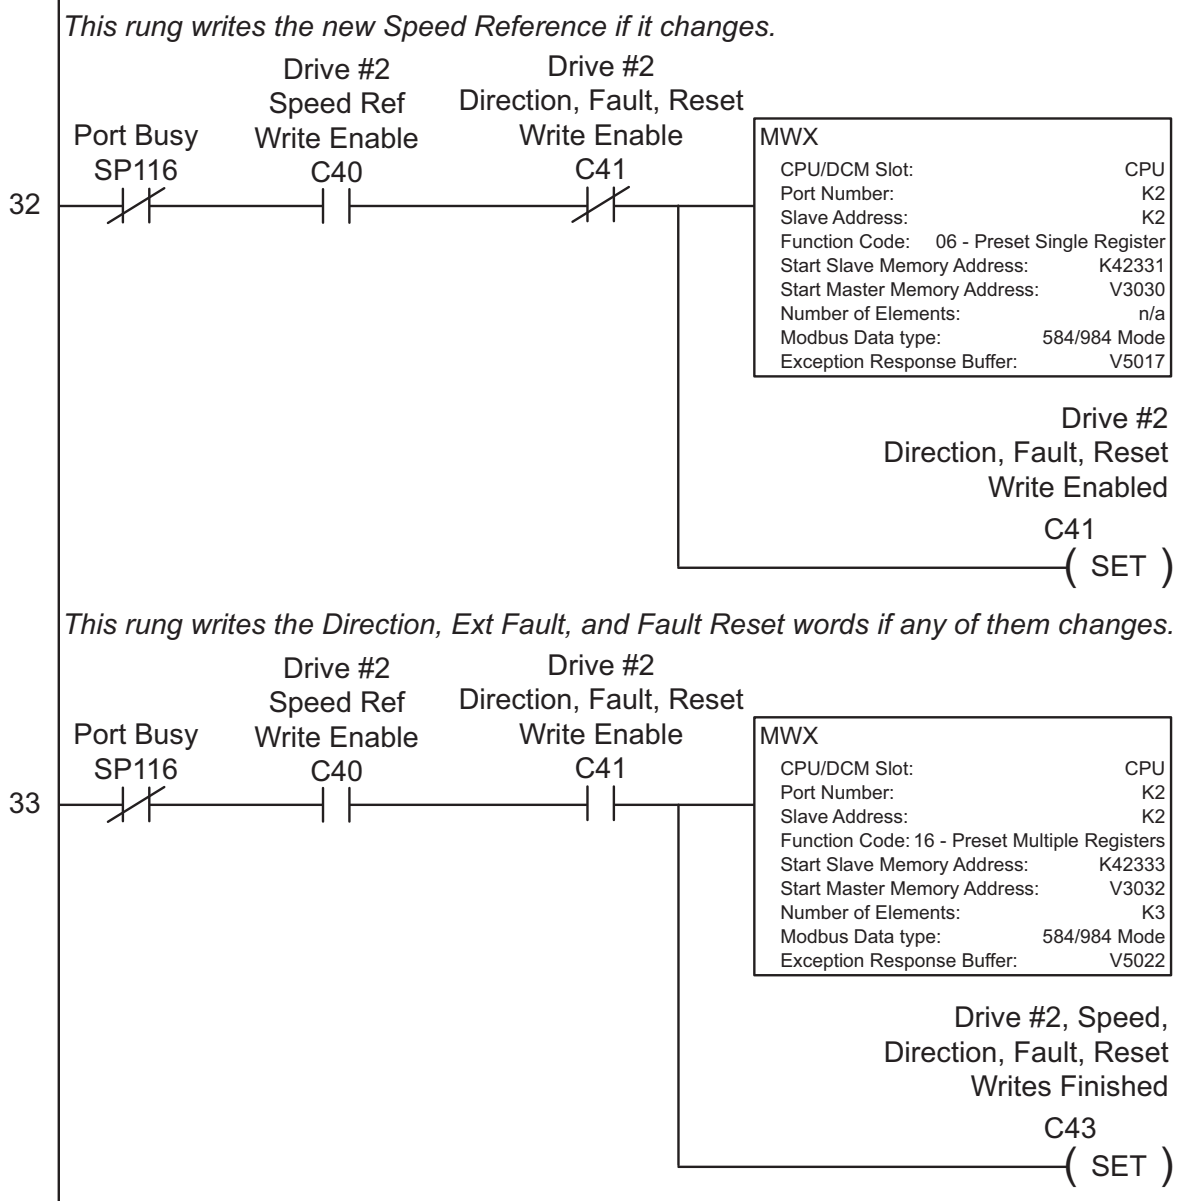 This rung writes the new Speed Reference if it changes.
Drive #2
Speed Ref
Write Enable
C40
Drive #2
Direction, Fault, Reset
Write Enable
C41
Port Busy
SP116
32
MWX
CPU/DCM Slot: CPU
Port Number: K2
Slave Address: K2
Function Code: 06 - Preset Single Register
Start Slave Memory Address: K42331
Start Master Memory Address: V3030
Number of Elements: n/a
Modbus Data type: 584/984 Mode
Exception Response Buffer: V5017
Drive #2
Direction, Fault, Reset
Write Enabled
C41
( SET )
This rung writes the Direction, Ext Fault, and Fault Reset words if any of them changes.
Drive #2
Speed Ref
Write Enable
C40
Drive #2
Direction, Fault, Reset
Write Enable
C41
Port Busy
SP116
33
MWX
CPU/DCM Slot: CPU
Port Number: K2
Slave Address: K2
Function Code: 16 - Preset Multiple Registers
Start Slave Memory Address: K42333
Start Master Memory Address: V3032
Number of Elements: K3
Modbus Data type: 584/984 Mode
Exception Response Buffer: V5022
Drive #2, Speed,
Direction, Fault, Reset
Writes Finished
C43
( SET )